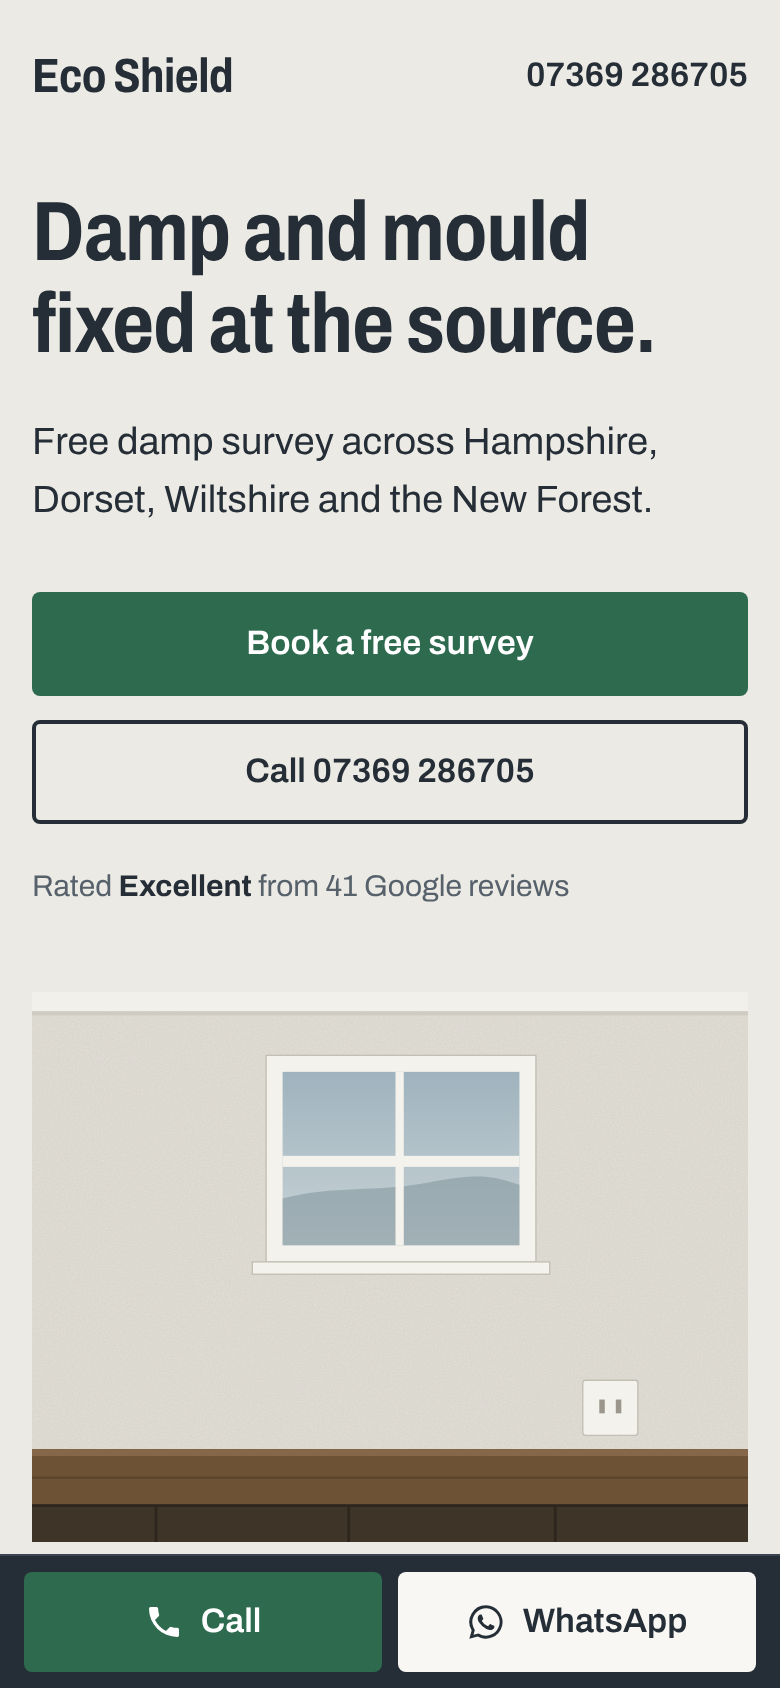 Eco Shield
07369 286705
Damp and mould
fixed at the source.
Free damp survey across Hampshire,
Dorset, Wiltshire and the New Forest.
Book a free survey
Call 07369 286705
Rated Excellent from 41 Google reviews
Call
WhatsApp